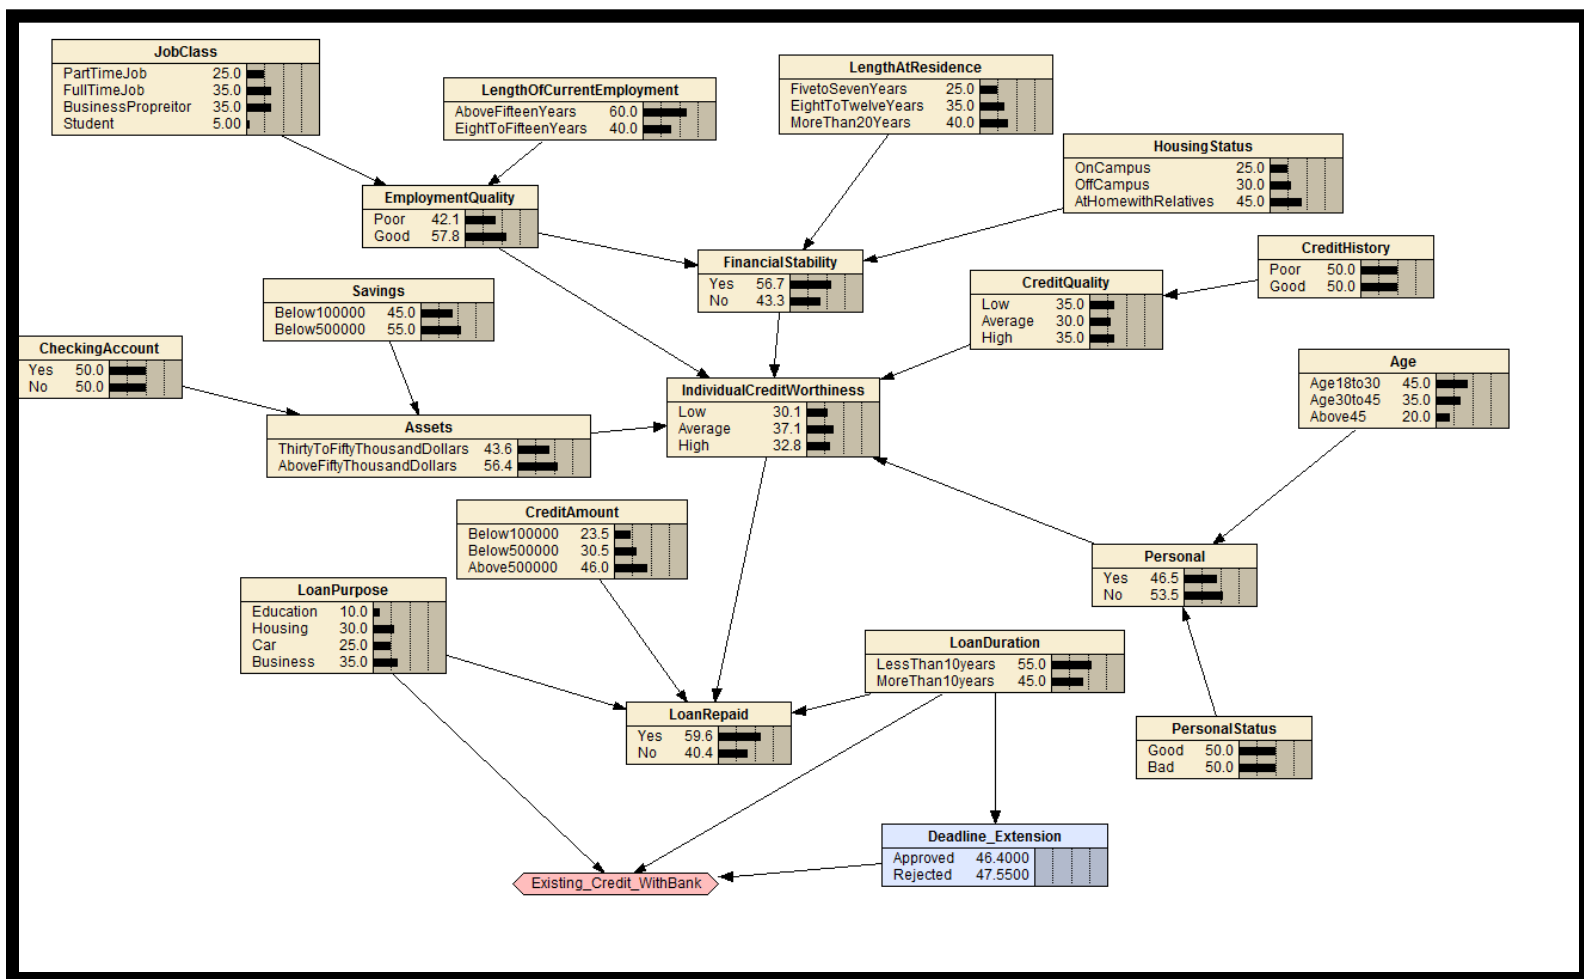 JobClass
PartTimeJob 25.0
FullTimeJob 35.0
BusinessPropreitor 35.0
Student 5.00
LengthOfCurrentEmployment
AboveFifteenYears 60.0
EightToFifteenYears 40.0
LengthAtResidence
FivetoSevenYears 25.0
EightToTwelveYears 35.0
MoreThan20Years 40.0
HousingStatus
OnCampus 25.0
OffCampus 30.0
AtHomewithRelatives 45.0
EmploymentQuality
Poor 42.1
Good 57.8
FinancialStability
Yes 56.7
No 43.3
CreditHistory
Poor 50.0
Good 50.0
CreditQuality
Low 35.0
Average 30.0
High 35.0
Savings
Below100000 45.0
Below500000 55.0
CheckingAccount
Yes 50.0
No 50.0
Age
Age18to30 45.0
Age30to45 35.0
Above45 20.0
IndividualCreditWorthiness
Low 30.1
Average 37.1
High 32.8
Assets
ThirtyToFiftyThousandDollars 43.6
AboveFiftyThousandDollars 56.4
CreditAmount
Below100000 23.5
Below500000 30.5
Above500000 46.0
Personal
Yes 46.5
No 53.5
LoanPurpose
Education 10.0
Housing 30.0
Car 25.0
Business 35.0
LoanDuration
LessThan10years 55.0
MoreThan10years 45.0
LoanRepaid
Yes 59.6
No 40.4
PersonalStatus
Good 50.0
Bad 50.0
Deadline_Extension
Approved 46.4000
Rejected 47.5500
Existing_Credit_WithBank